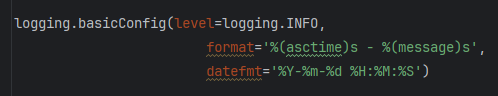 logging.basicConfig(level=logging.INFO,
format='%(asctime)s - %(message)s',
datefmt='%Y-%m-%d %H:%M:%S')